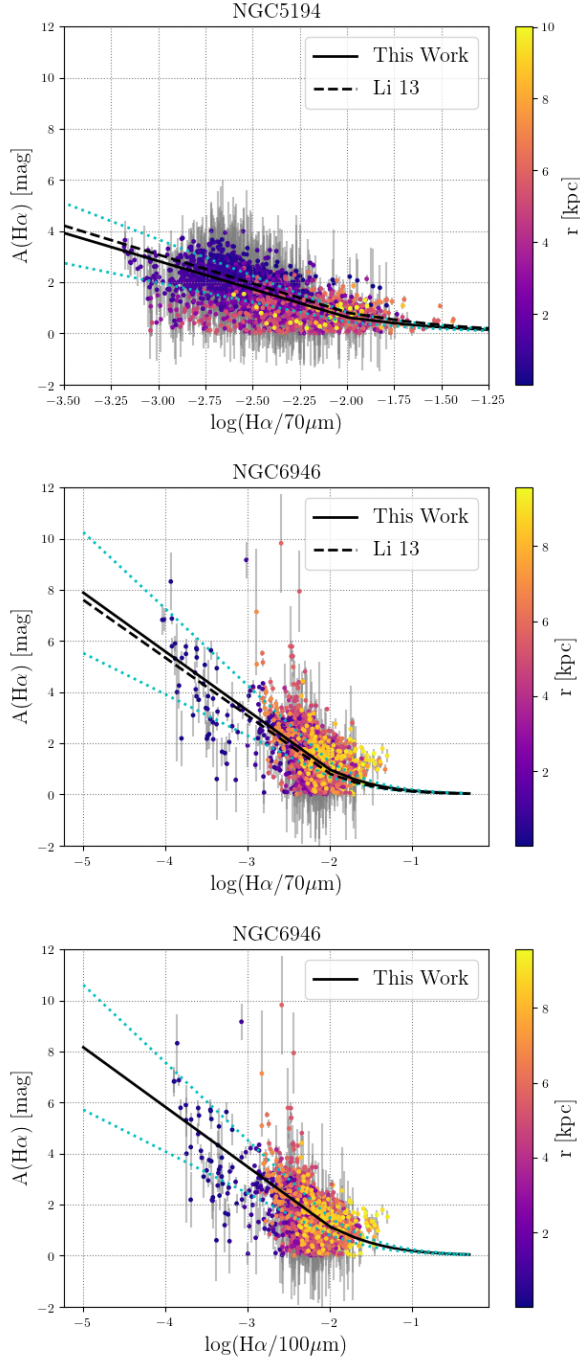 NGC5194
This Work
Li 13
A(Hα) [mag]
12
10
8
6
4
2
0
−2
−3.50 −3.25 −3.00 −2.75 −2.50 −2.25 −2.00 −1.75 −1.50 −1.25
log(Hα/70μm)
10
8
6
4
2
r [kpc]
NGC6946
This Work
Li 13
A(Hα) [mag]
12
10
8
6
4
2
0
−2
−5 −4 −3 −2 −1
log(Hα/70μm)
8
6
4
2
r [kpc]
NGC6946
This Work
A(Hα) [mag]
12
10
8
6
4
2
0
−2
−5 −4 −3 −2 −1
log(Hα/100μm)
8
6
4
2
r [kpc]